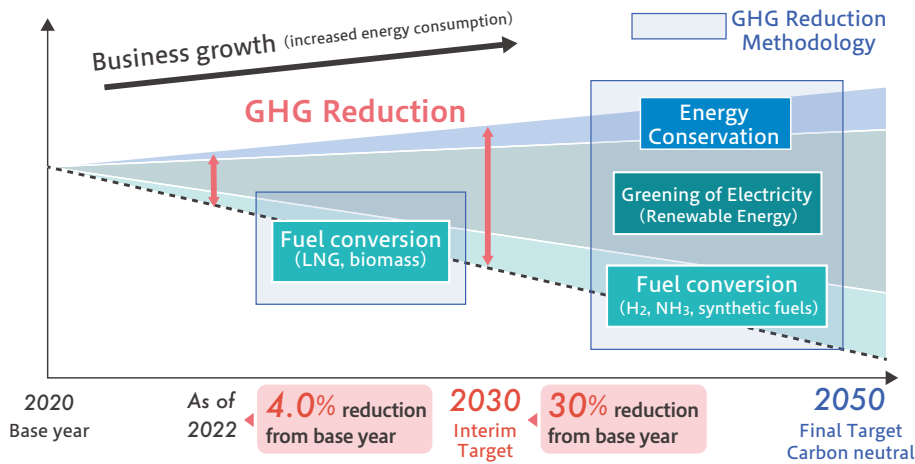 Business growth (increased energy consumption)
GHG Reduction
Methodology
GHG Reduction
Energy
Conservation
Greening of Electricity
(Renewable Energy)
Fuel conversion
(LNG, biomass)
Fuel conversion
(H₂, NH₃, synthetic fuels)
2020
Base year
As of
2022
4.0% reduction
from base year
2030
Interim
Target
30% reduction
from base year
2050
Final Target
Carbon neutral